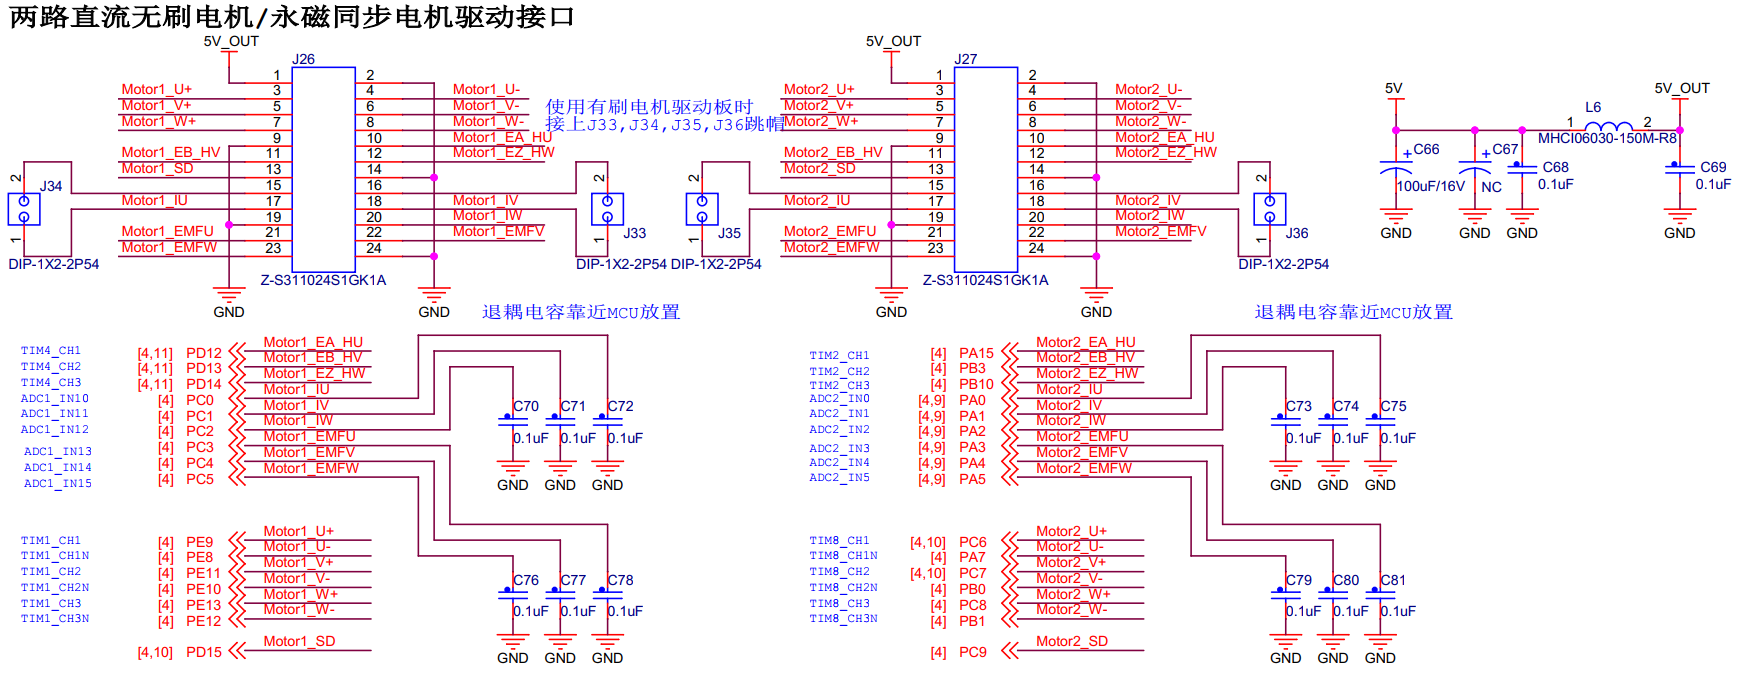 两路直流无刷电机/永磁同步电机驱动接口
5V_OUT
J26
1 2
3 4
5 6
7 8
9 10
11 12
13 14
15 16
17 18
19 20
21 22
23 24
Motor1_U+
Motor1_V+
Motor1_W+
Motor1_EB_HV
Motor1_SD
Motor1_IU
Motor1_EMFU
Motor1_EMFW
Motor1_U-
Motor1_V-
Motor1_W-
Motor1_EA_HU
Motor1_EZ_HW
Motor1_IV
Motor1_IW
Motor1_EMFV
Z-S311024S1GK1A
GND
GND
2
J34
1
DIP-1X2-2P54
2
J33
1
DIP-1X2-2P54
使用有刷电机驱动板时
接上J33,J34,J35,J36跳帽
5V_OUT
J27
1 2
3 4
5 6
7 8
9 10
11 12
13 14
15 16
17 18
19 20
21 22
23 24
Motor2_U+
Motor2_V+
Motor2_W+
Motor2_EB_HV
Motor2_SD
Motor2_IU
Motor2_EMFU
Motor2_EMFW
Motor2_U-
Motor2_V-
Motor2_W-
Motor2_EA_HU
Motor2_EZ_HW
Motor2_IV
Motor2_IW
Motor2_EMFV
Z-S311024S1GK1A
GND
GND
2
J35
1
DIP-1X2-2P54
2
J36
1
DIP-1X2-2P54
5V
L6
5V_OUT
1 2
MHCI06030-150M-R8
C66
100uF/16V
GND
C67
NC
GND
C68
0.1uF
GND
C69
0.1uF
GND
退耦电容靠近MCU放置
TIM4_CH1 [4,11] PD12 Motor1_EA_HU
TIM4_CH2 [4,11] PD13 Motor1_EB_HV
TIM4_CH3 [4,11] PD14 Motor1_EZ_HW
ADC1_IN10 [4] PC0 Motor1_IU
ADC1_IN11 [4] PC1 Motor1_IV
ADC1_IN12 [4] PC2 Motor1_IW
ADC1_IN13 [4] PC3 Motor1_EMFU
ADC1_IN14 [4] PC4 Motor1_EMFV
ADC1_IN15 [4] PC5 Motor1_EMFW
C70 C71 C72
0.1uF 0.1uF 0.1uF
GND GND GND
TIM1_CH1 [4] PE9 Motor1_U+
TIM1_CH1N [4] PE8 Motor1_U-
TIM1_CH2 [4] PE11 Motor1_V+
TIM1_CH2N [4] PE10 Motor1_V-
TIM1_CH3 [4] PE13 Motor1_W+
TIM1_CH3N [4] PE12 Motor1_W-
[4,10] PD15 Motor1_SD
C76 C77 C78
0.1uF 0.1uF 0.1uF
GND GND GND
退耦电容靠近MCU放置
TIM2_CH1 [4] PA15 Motor2_EA_HU
TIM2_CH2 [4] PB3 Motor2_EB_HV
TIM2_CH3 [4] PB10 Motor2_EZ_HW
ADC2_IN0 [4,9] PA0 Motor2_IU
ADC2_IN1 [4,9] PA1 Motor2_IV
ADC2_IN2 [4,9] PA2 Motor2_IW
ADC2_IN3 [4,9] PA3 Motor2_EMFU
ADC2_IN4 [4,9] PA4 Motor2_EMFV
ADC2_IN5 [4,9] PA5 Motor2_EMFW
C73 C74 C75
0.1uF 0.1uF 0.1uF
GND GND GND
TIM8_CH1 [4,10] PC6 Motor2_U+
TIM8_CH1N [4] PA7 Motor2_U-
TIM8_CH2 [4,10] PC7 Motor2_V+
TIM8_CH2N [4] PB0 Motor2_V-
TIM8_CH3 [4] PC8 Motor2_W+
TIM8_CH3N [4] PB1 Motor2_W-
[4] PC9 Motor2_SD
C79 C80 C81
0.1uF 0.1uF 0.1uF
GND GND GND